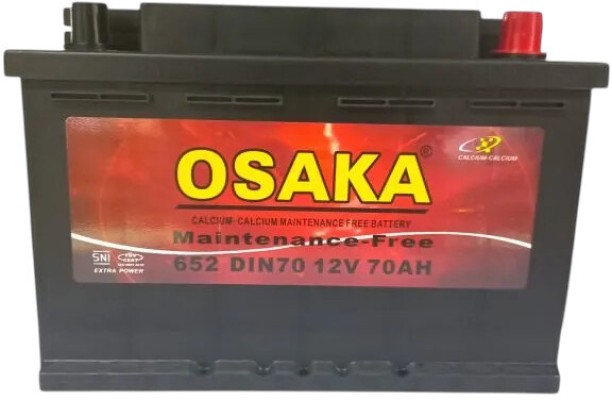 OSAKA®
CALCIUM-CALCIUM
CALCIUM-CALCIUM MAINTENANCE FREE BATTERY
Maintenance-Free
652 DIN70 12V 70AH
SNI
EXTRA POWER